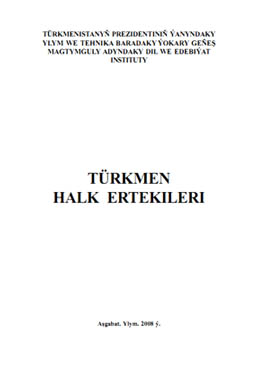 TÜRKMENISTANYŇ PREZIDENTINIŇ ÝANYNDAKY
YLYM WE TEHNIKA BARADAKY ÝOKARY GEŇEŞ
MAGTYMGULY ADYNDAKY DIL WE EDEBIÝAT
INSTITUTY
TÜRKMEN
HALK ERTEKILERI
Aşgabat. Ylym. 2008 ý.